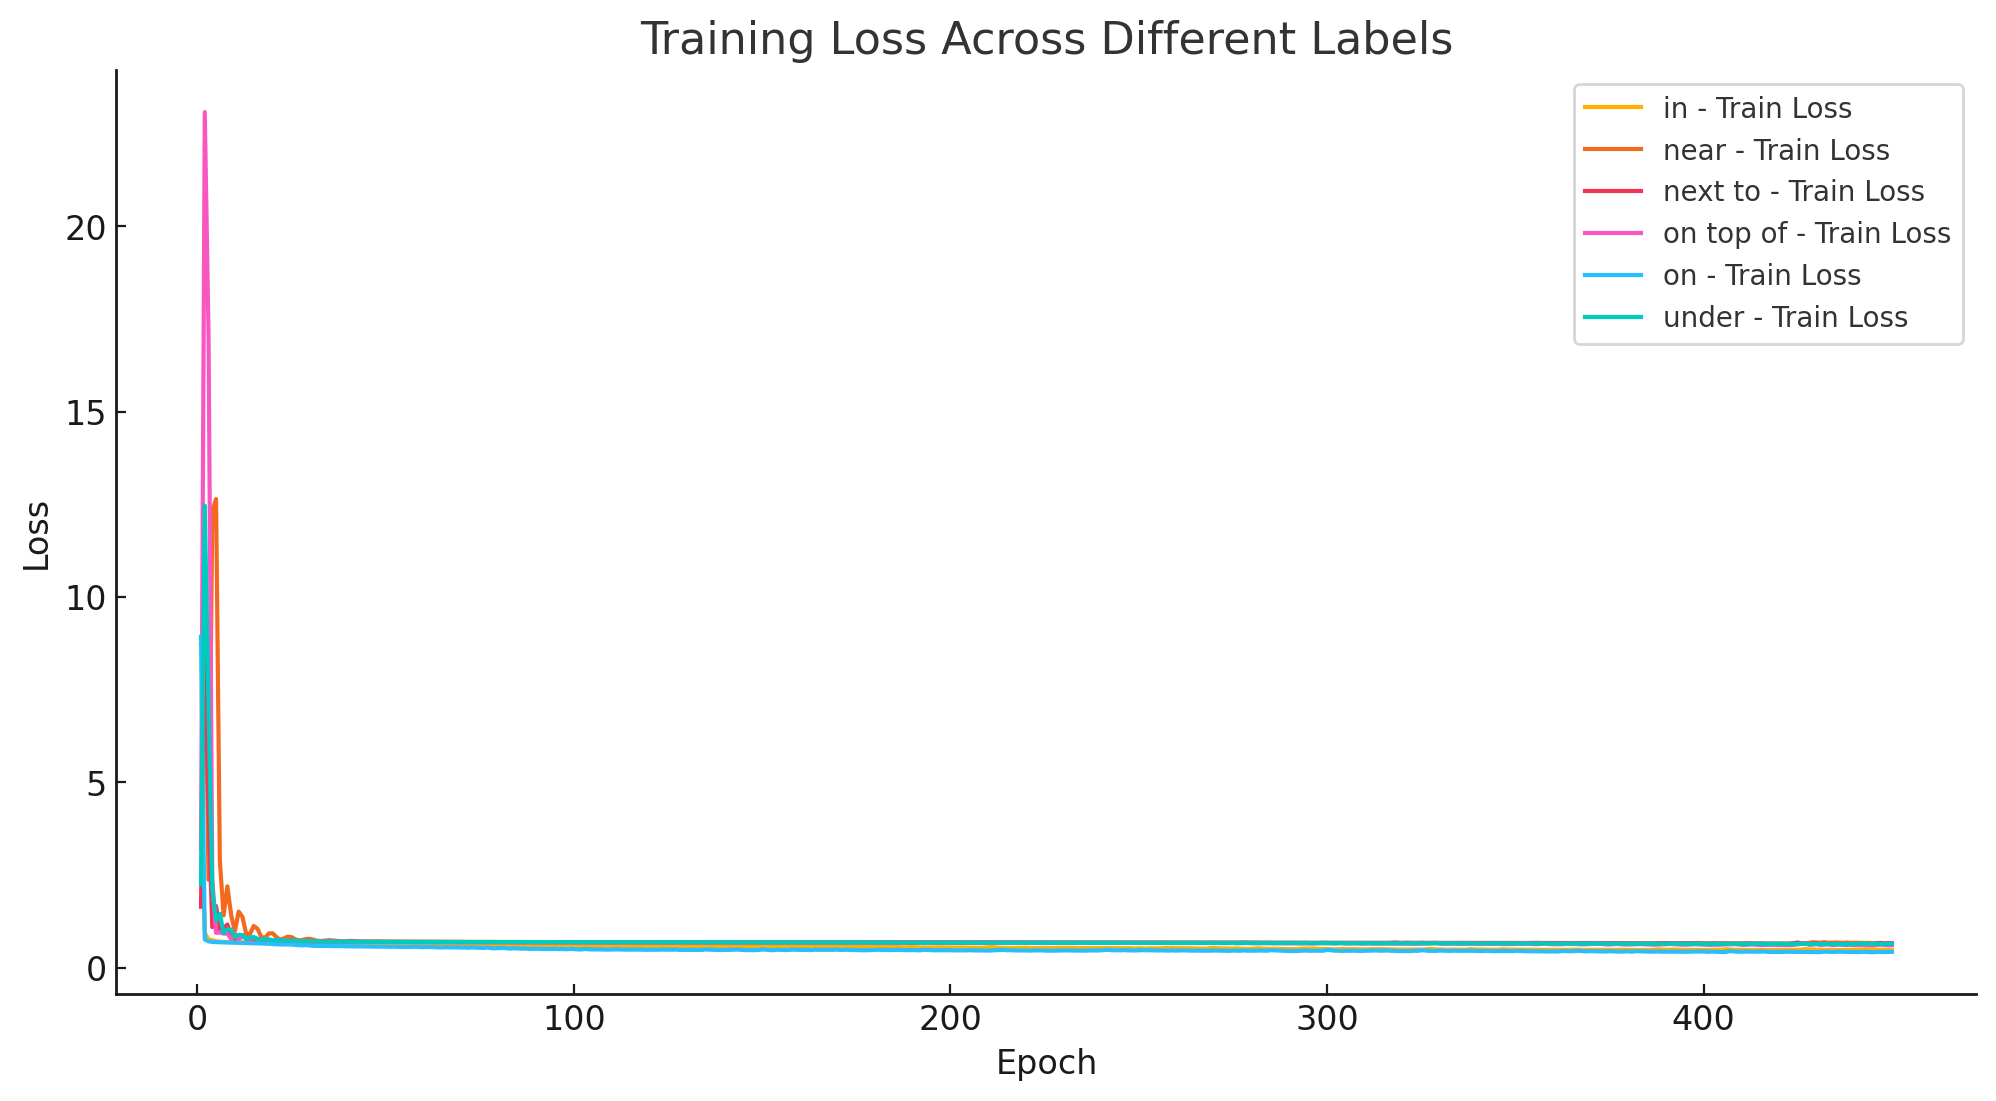 Training Loss Across Different Labels
in - Train Loss
near - Train Loss
next to - Train Loss
on top of - Train Loss
on - Train Loss
under - Train Loss
Loss
20
15
10
5
0
0 100 200 300 400
Epoch